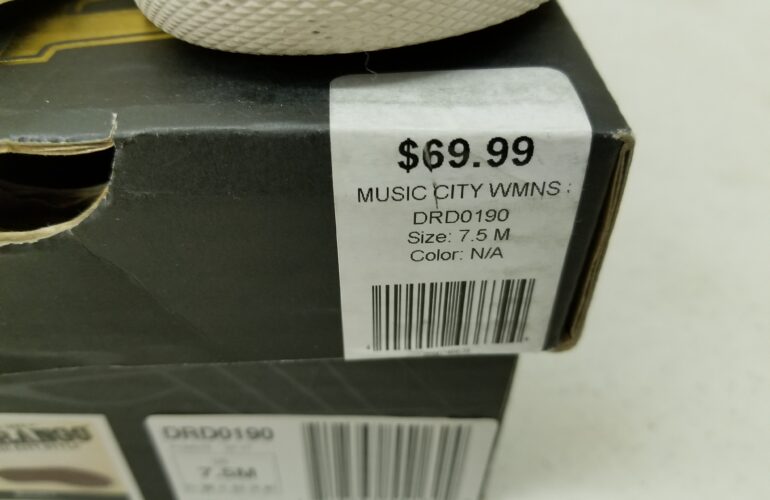 $69.99
MUSIC CITY WMNS :
DRD0190
Size: 7.5 M
Color: N/A
DRD0190
7.5M